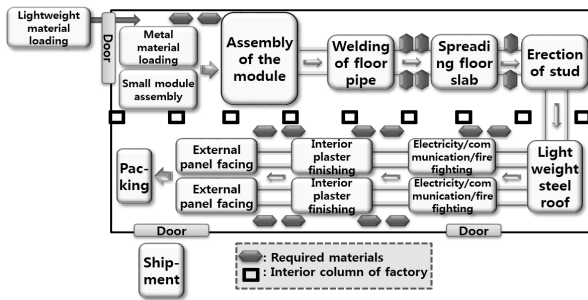 Lightweight
material
loading
Door
Metal
material
loading
Small module
assembly
Assembly
of the
module
Welding
of floor
pipe
Spreadi
ng floor
slab
Erection
of stud
Pac-
king
External
panel facing
Interior
plaster
finishing
Electricity/com
munication/fire
fighting
Light
weight
steel
roof
External
panel facing
Interior
plaster
finishing
Electricity/com
munication/fire
fighting
Door
Door
Ship-
ment
: Required materials
: Interior column of factory